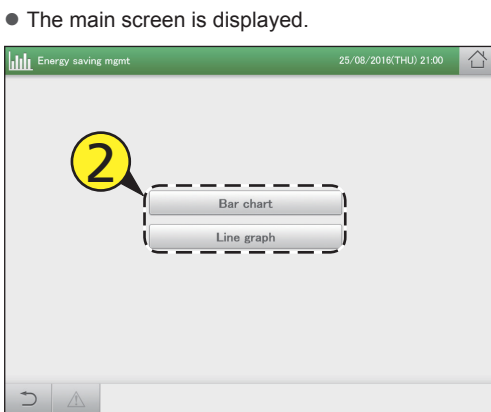 ● The main screen is displayed.
Energy saving mgmt 25/08/2016(THU) 21:00
2
Bar chart
Line graph